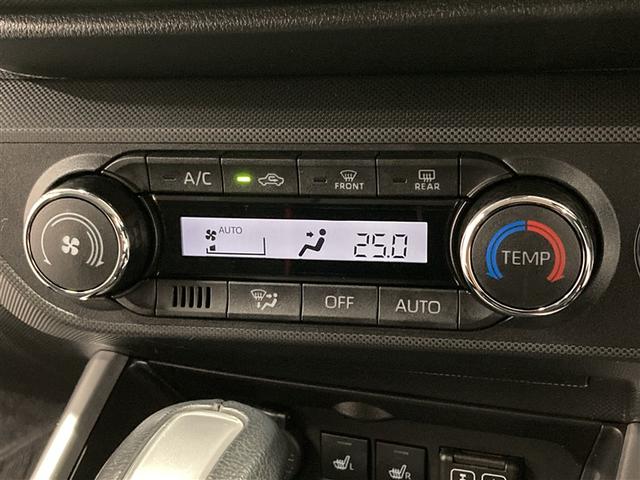 A/C
FRONT
REAR
AUTO
25.0
TEMP
OFF
AUTO
L
R